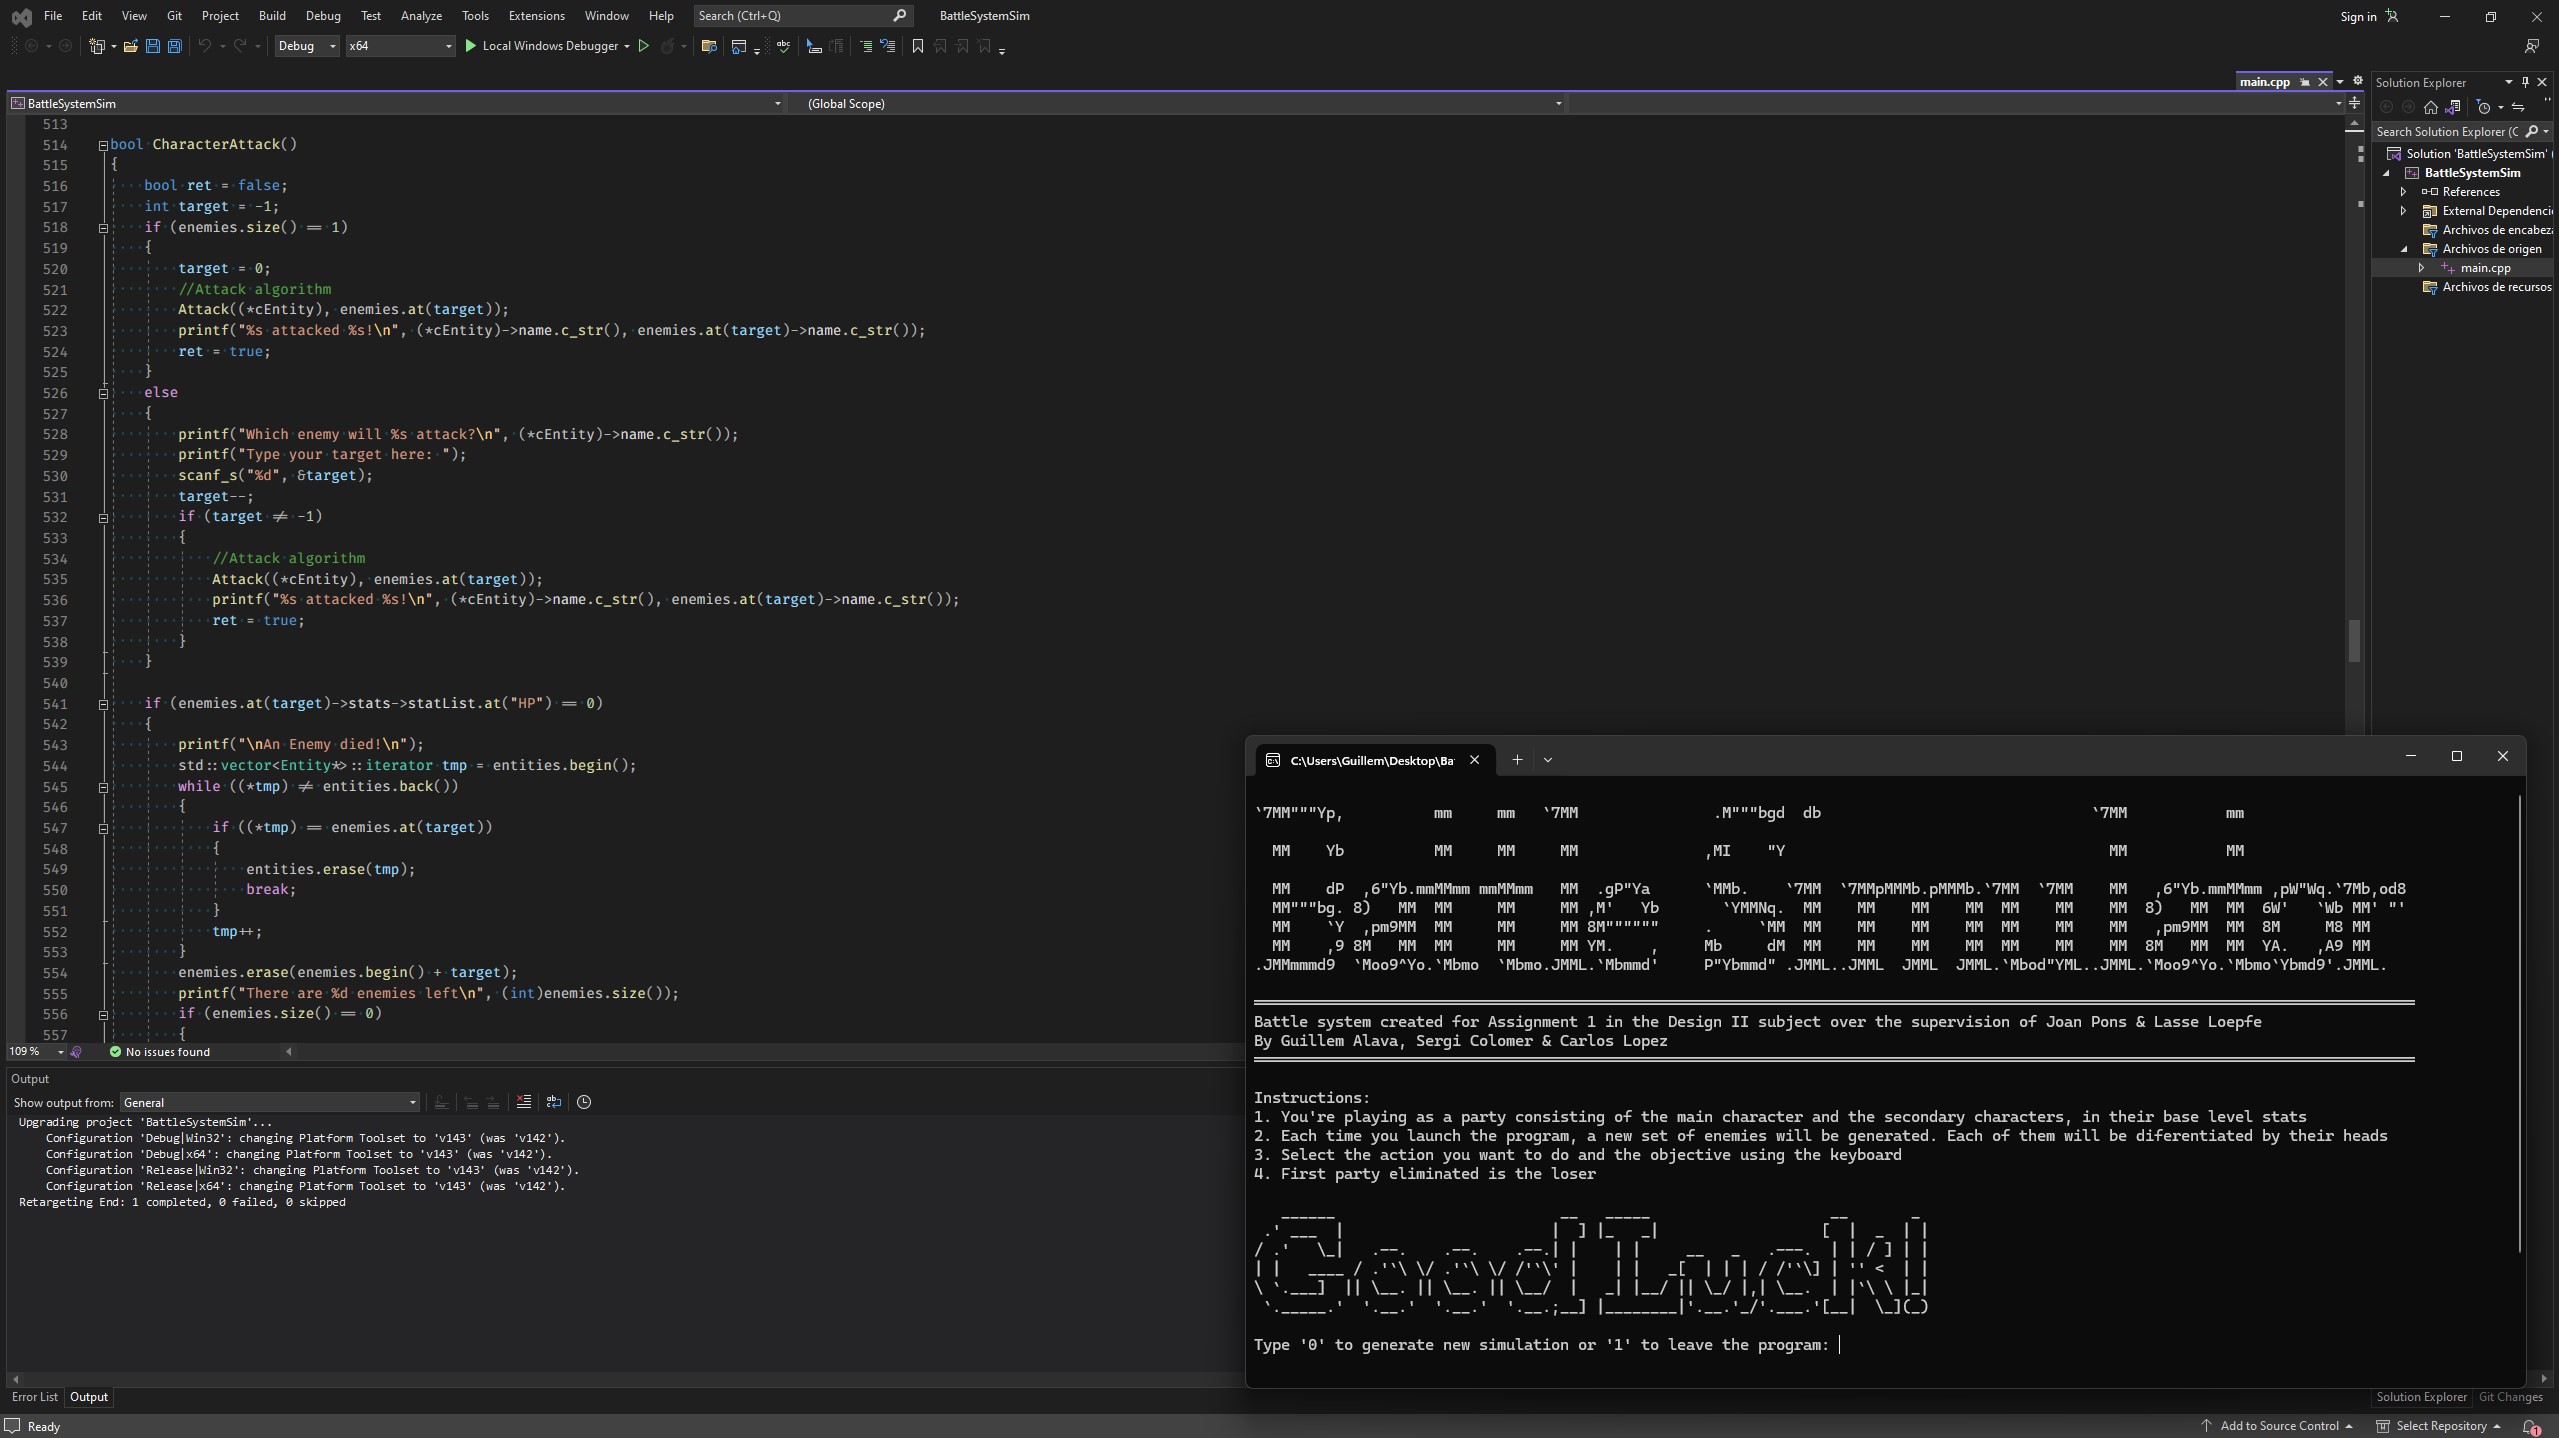 File Edit View Git Project Build Debug Test Analyze Tools Extensions Window Help Search (Ctrl+Q) BattleSystemSim Sign in
Debug x64 Local Windows Debugger
main.cpp
BattleSystemSim (Global Scope)
513
514 bool CharacterAttack()
515 {
516 bool ret = false;
517 int target = -1;
518 if (enemies.size() == 1)
519 {
520 target = 0;
521 //Attack algorithm
522 Attack((*cEntity), enemies.at(target));
523 printf("%s attacked %s!\n", (*cEntity)->name.c_str(), enemies.at(target)->name.c_str());
524 ret = true;
525 }
526 else
527 {
528 printf("Which enemy will %s attack?\n", (*cEntity)->name.c_str());
529 printf("Type your target here: ");
530 scanf_s("%d", &target);
531 target--;
532 if (target != -1)
533 {
534 //Attack algorithm
535 Attack((*cEntity), enemies.at(target));
536 printf("%s attacked %s!\n", (*cEntity)->name.c_str(), enemies.at(target)->name.c_str());
537 ret = true;
538 }
539 }
540
541 if (enemies.at(target)->stats->statList.at("HP") == 0)
542 {
543 printf("\nAn Enemy died!\n");
544 std::vector<Entity*>::iterator tmp = entities.begin();
545 while ((*tmp) != entities.back())
546 {
547 if ((*tmp) == enemies.at(target))
548 {
549 entities.erase(tmp);
550 break;
551 }
552 tmp++;
553 }
554 enemies.erase(enemies.begin() + target);
555 printf("There are %d enemies left\n", (int)enemies.size());
556 if (enemies.size() == 0)
557 {
109 % No issues found
Output
Show output from: General
Upgrading project 'BattleSystemSim'...
Configuration 'Debug|Win32': changing Platform Toolset to 'v143' (was 'v142').
Configuration 'Debug|x64': changing Platform Toolset to 'v143' (was 'v142').
Configuration 'Release|Win32': changing Platform Toolset to 'v143' (was 'v142').
Configuration 'Release|x64': changing Platform Toolset to 'v143' (was 'v142').
Retargeting End: 1 completed, 0 failed, 0 skipped
Error List Output
Ready
Solution Explorer
Search Solution Explorer (C
Solution 'BattleSystemSim' (
BattleSystemSim
References
External Dependenci
Archivos de encabeza
Archivos de origen
main.cpp
Archivos de recursos
C:\Users\Guillem\Desktop\Ba
Battle Simulator
Battle system created for Assignment 1 in the Design II subject over the supervision of Joan Pons & Lasse Loepfe
By Guillem Alava, Sergi Colomer & Carlos Lopez
Instructions:
1. You're playing as a party consisting of the main character and the secondary characters, in their base level stats
2. Each time you launch the program, a new set of enemies will be generated. Each of them will be diferentiated by their heads
3. Select the action you want to do and the objective using the keyboard
4. First party eliminated is the loser
Good Luck!
Type '0' to generate new simulation or '1' to leave the program:
Solution Explorer Git Changes
Add to Source Control Select Repository 1